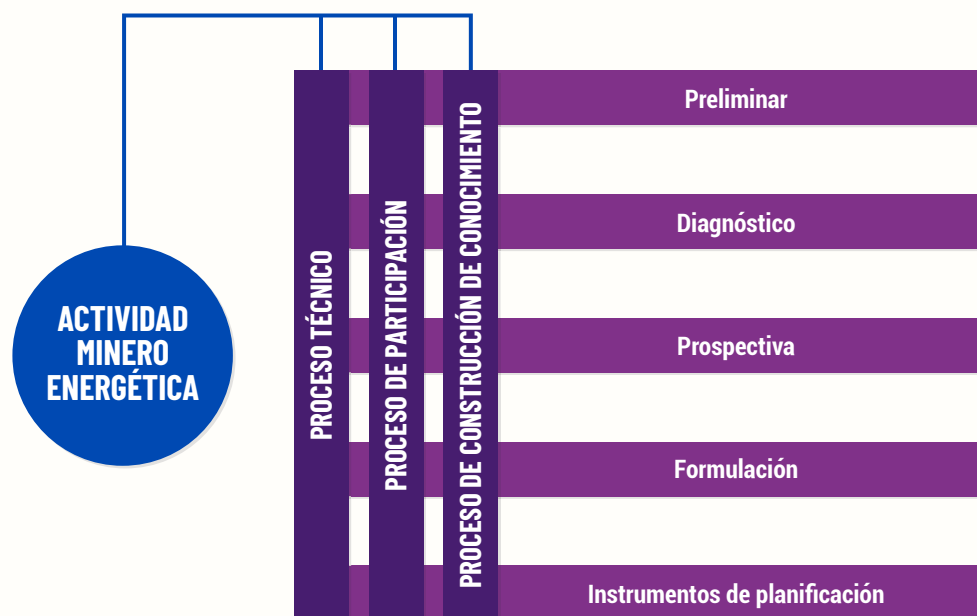 ACTIVIDAD
MINERO
ENERGÉTICA
PROCESO TÉCNICO
PROCESO DE PARTICIPACIÓN
PROCESO DE CONSTRUCCIÓN DE CONOCIMIENTO
Preliminar
Diagnóstico
Prospectiva
Formulación
Instrumentos de planificación